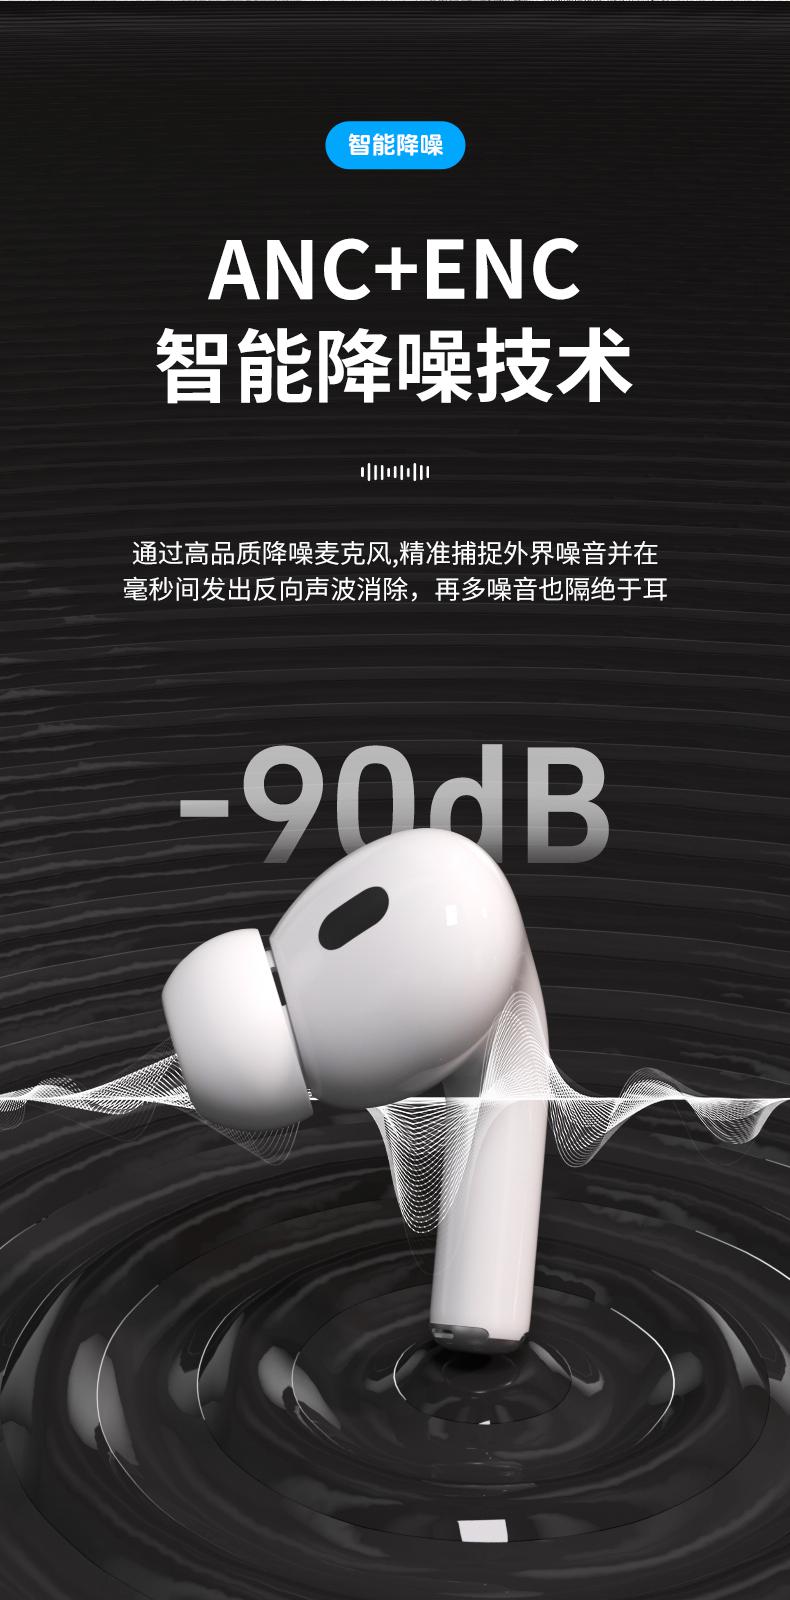 智能降噪
ANC+ENC
智能降噪技术
通过高品质降噪麦克风,精准捕捉外界噪音并在
毫秒间发出反向声波消除，再多噪音也隔绝于耳
-90dB